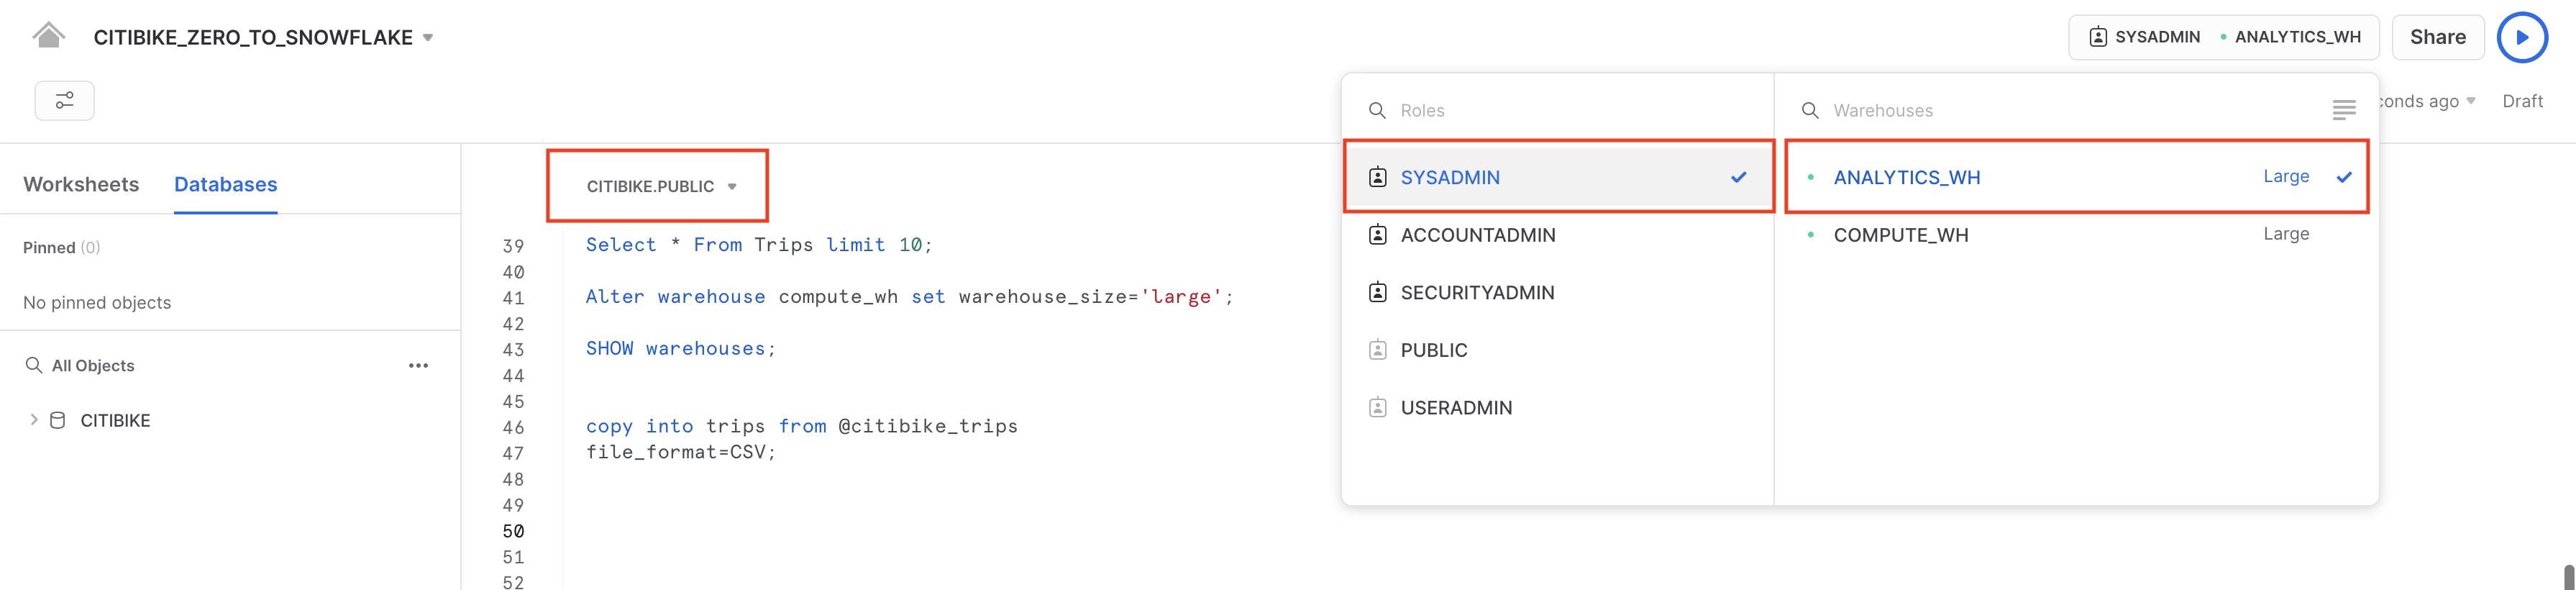 CITIBIKE_ZERO_TO_SNOWFLAKE
SYSADMIN ANALYTICS_WH
Share
conds ago
Draft
Worksheets
Databases
Pinned (0)
No pinned objects
All Objects
CITIBIKE
CITIBIKE.PUBLIC
39 Select * From Trips limit 10;
40
41 Alter warehouse compute_wh set warehouse_size='large';
42
43 SHOW warehouses;
44
45
46 copy into trips from @citibike_trips
47 file_format=CSV;
48
49
50
51
52
Roles
SYSADMIN
ACCOUNTADMIN
SECURITYADMIN
PUBLIC
USERADMIN
Warehouses
ANALYTICS_WH Large
COMPUTE_WH Large